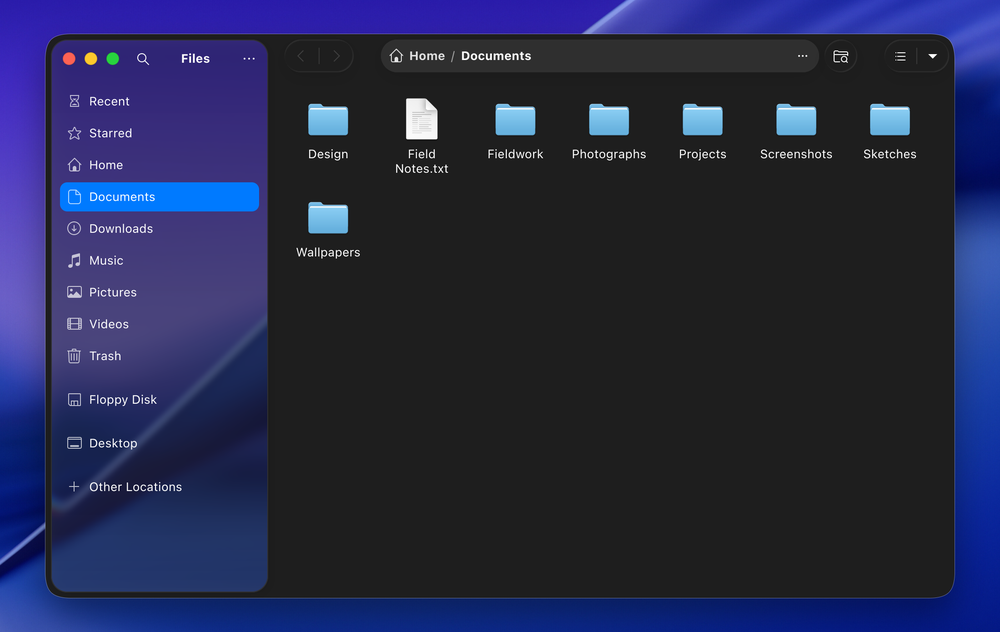 Files
Home / Documents
Recent
Starred
Home
Documents
Downloads
Music
Pictures
Videos
Trash
Floppy Disk
Desktop
Other Locations
Design
Field
Notes.txt
Fieldwork
Photographs
Projects
Screenshots
Sketches
Wallpapers